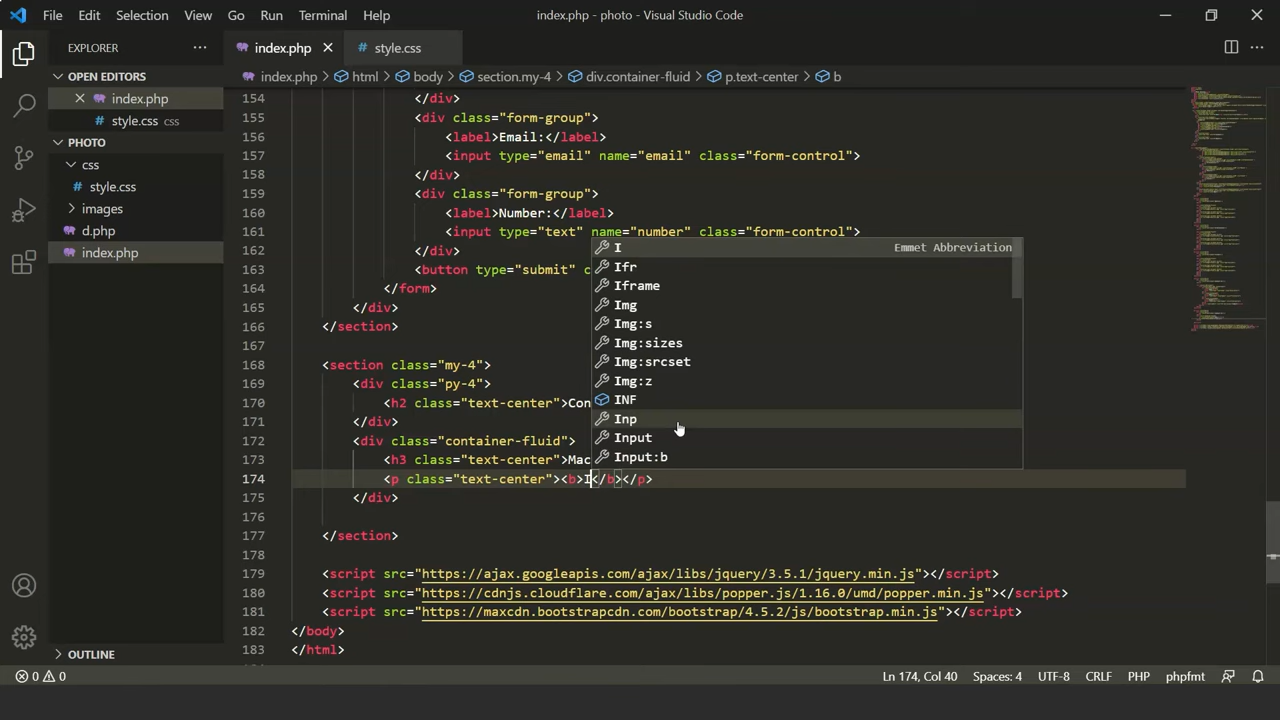 File Edit Selection View Go Run Terminal Help
index.php - photo - Visual Studio Code
EXPLORER
OPEN EDITORS
index.php
style.css css
PHOTO
css
style.css
images
d.php
index.php
OUTLINE
index.php style.css
index.php html body section.my-4 div.container-fluid p.text-center b
154 </div>
155 <div class="form-group">
156 <label>Email:</label>
157 <input type="email" name="email" class="form-control">
158 </div>
159 <div class="form-group">
160 <label>Number:</label>
161 <input type="text" name="number" class="form-control">
162 </div>
163 <button type="submit" c
164 </form>
165 </div>
166 </section>
167
168 <section class="my-4">
169 <div class="py-4">
170 <h2 class="text-center">Con
171 </div>
172 <div class="container-fluid">
173 <h3 class="text-center">Mac
174 <p class="text-center"><b>I</b></p>
175 </div>
176
177 </section>
178
179 <script src="https://ajax.googleapis.com/ajax/libs/jquery/3.5.1/jquery.min.js"></script>
180 <script src="https://cdnjs.cloudflare.com/ajax/libs/popper.js/1.16.0/umd/popper.min.js"></script>
181 <script src="https://maxcdn.bootstrapcdn.com/bootstrap/4.5.2/js/bootstrap.min.js"></script>
182 </body>
183 </html>
I Emmet Abbreviation
Ifr
Iframe
Img
Img:s
Img:sizes
Img:srcset
Img:z
INF
Inp
Input
Input:b
0 0
Ln 174, Col 40 Spaces: 4 UTF-8 CRLF PHP phpfmt